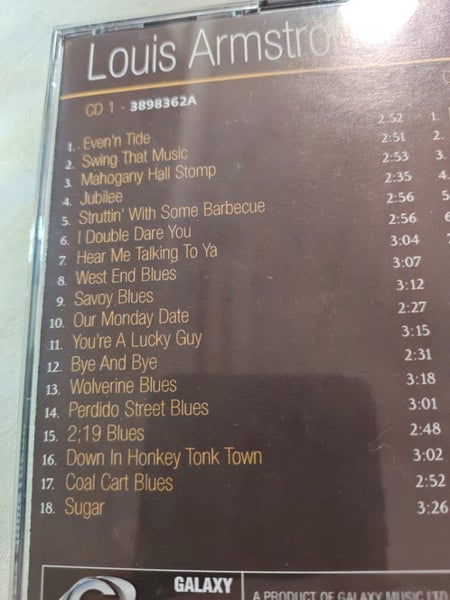 Louis Armstro
CD 1 - 3898362A
1. Even'n Tide 2:52 1.
2. Swing That Music 2:51 2.
3. Mahogany Hall Stomp 2:53 3.
4. Jubilee 2:35 4.
5. Struttin' With Some Barbecue 2:56 5
6. I Double Dare You 2:56 6
7. Hear Me Talking To Ya 3:04
8. West End Blues 3:07
9. Savoy Blues 3:12
10. Our Monday Date 2:27
11. You're A Lucky Guy 3:15
12. Bye And Bye 2:31
13. Wolverine Blues 3:18
14. Perdido Street Blues 3:01
15. 2;19 Blues 2:48
16. Down In Honkey Tonk Town 3:02
17. Coal Cart Blues 2:52
18. Sugar 3:26
GALAXY
A PRODUCT OF GALAXY MUSIC LTD